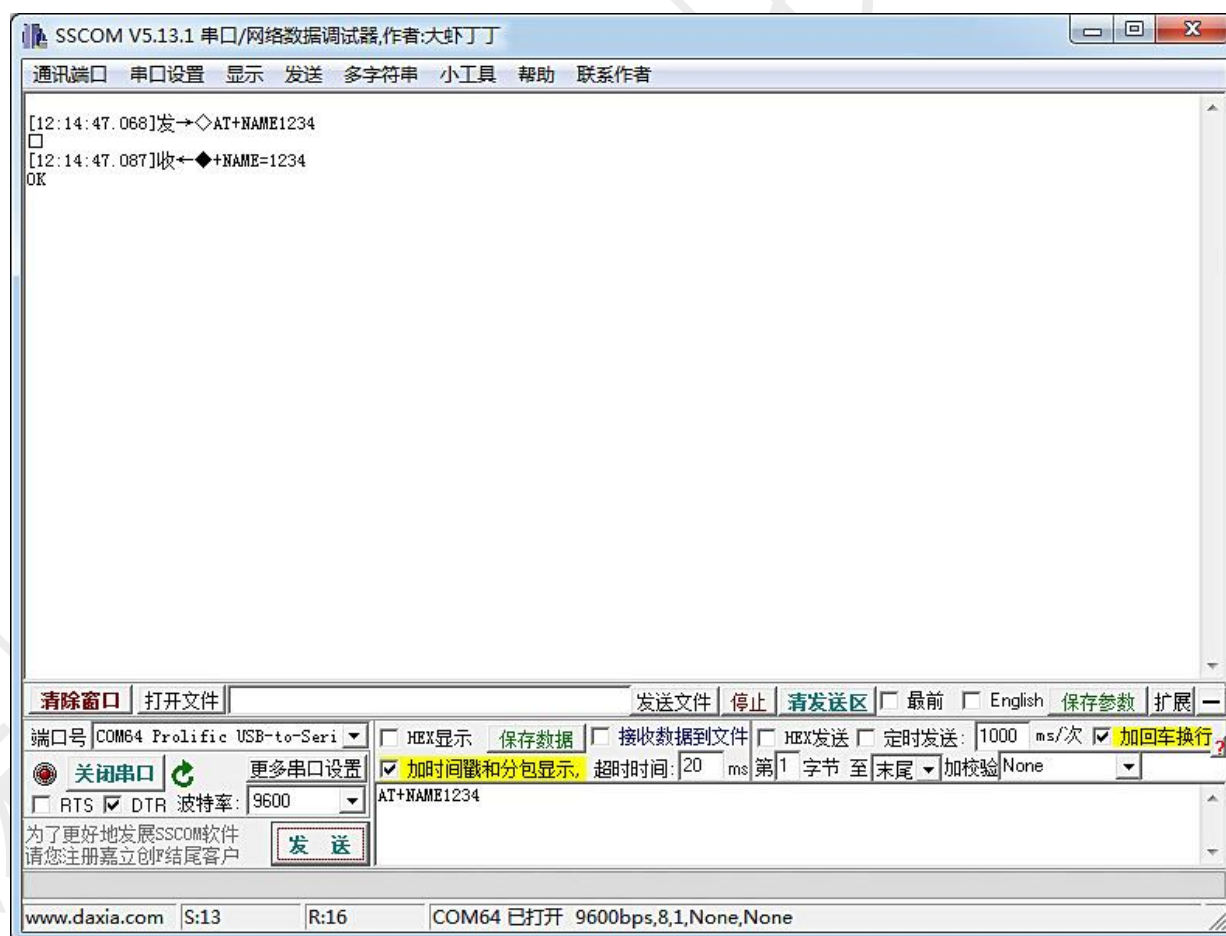 SSCOM V5.13.1 串口/网络数据调试器,作者:大虾丁丁
通讯端口 串口设置 显示 发送 多字符串 小工具 帮助 联系作者
[12:14:47.068]发→◇AT+NAME1234
□
[12:14:47.087]收←◆+NAME=1234
OK
清除窗口 打开文件 发送文件 停止 清发送区 最前 English 保存参数 扩展 —
端口号 COM64 Prolific USB-to-Seri HEX显示 保存数据 接收数据到文件 HEX发送 定时发送: 1000 ms/次 加回车换行
关闭串口 更多串口设置 加时间戳和分包显示, 超时时间: 20 ms 第1 字节 至 末尾 加校验 None ?
RTS DTR 波特率: 9600 AT+NAME1234
为了更好地发展SSCOM软件
请您注册嘉立创F结尾客户 发 送
www.daxia.com S:13 R:16 COM64 已打开 9600bps,8,1,None,None